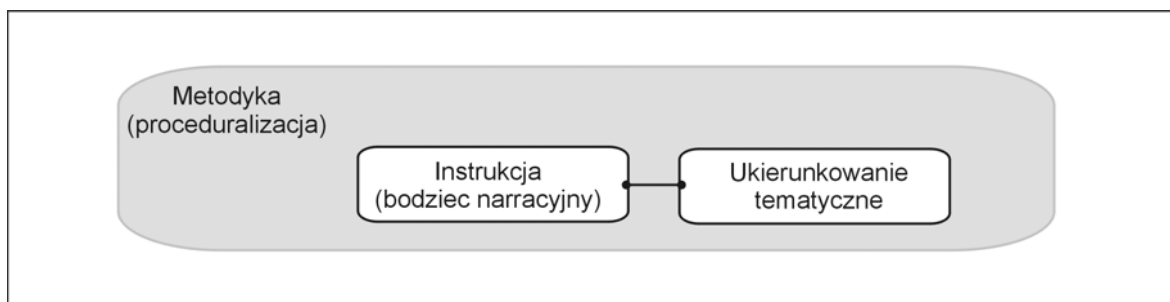 Metodyka
(proceduralizacja)
Instrukcja
(bodziec narracyjny)
Ukierunkowanie
tematyczne